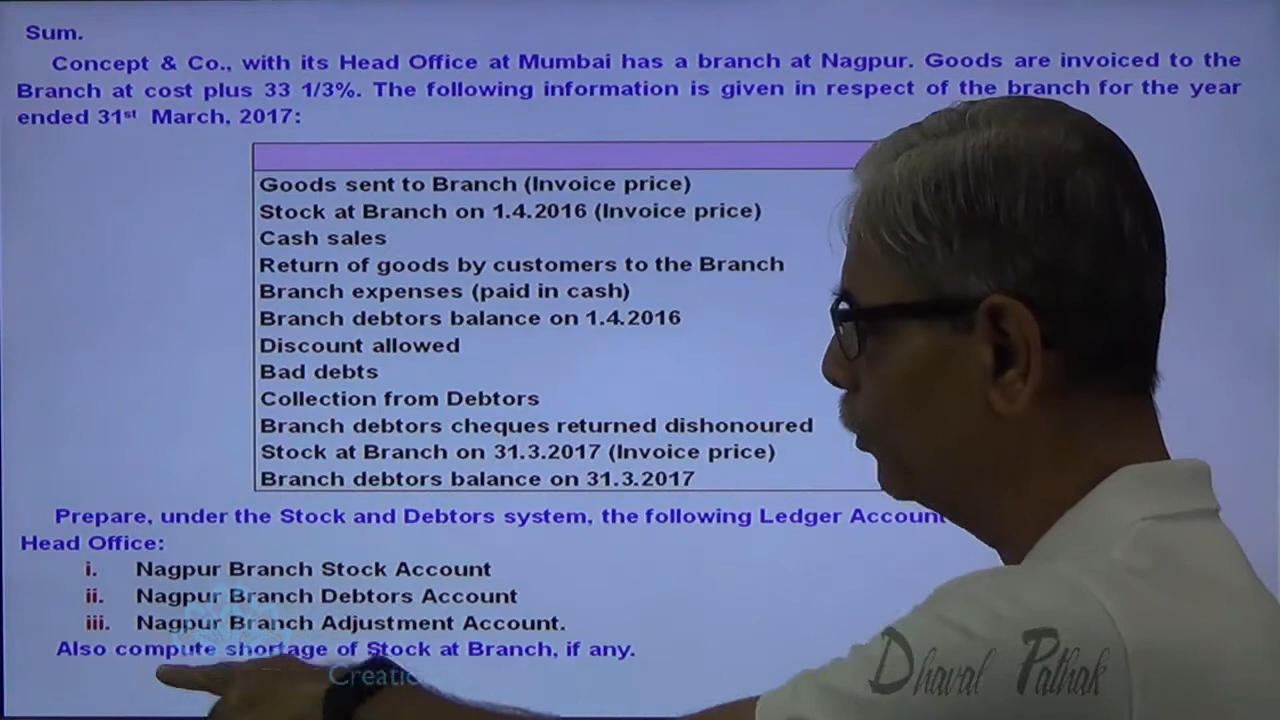 Sum.
Concept & Co., with its Head Office at Mumbai has a branch at Nagpur. Goods are invoiced to the
Branch at cost plus 33 1/3%. The following information is given in respect of the branch for the year
ended 31st March, 2017:
Goods sent to Branch (Invoice price)
Stock at Branch on 1.4.2016 (Invoice price)
Cash sales
Return of goods by customers to the Branch
Branch expenses (paid in cash)
Branch debtors balance on 1.4.2016
Discount allowed
Bad debts
Collection from Debtors
Branch debtors cheques returned dishonoured
Stock at Branch on 31.3.2017 (Invoice price)
Branch debtors balance on 31.3.2017
Prepare, under the Stock and Debtors system, the following Ledger Account
Head Office:
i. Nagpur Branch Stock Account
ii. Nagpur Branch Debtors Account
iii. Nagpur Branch Adjustment Account.
Also compute shortage of Stock at Branch, if any.
Dhaval Pathak